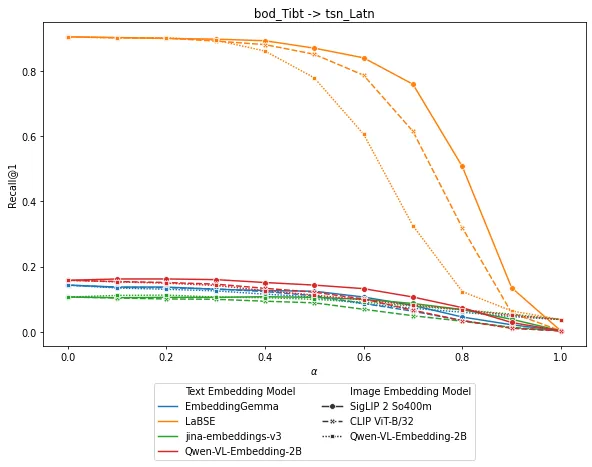 bod_Tibt -> tsn_Latn
Recall@1
0.8
0.6
0.4
0.2
0.0
0.0 0.2 0.4 0.6 0.8 1.0
α
Text Embedding Model Image Embedding Model
EmbeddingGemma SigLIP 2 So400m
LaBSE CLIP ViT-B/32
jina-embeddings-v3 Qwen-VL-Embedding-2B
Qwen-VL-Embedding-2B